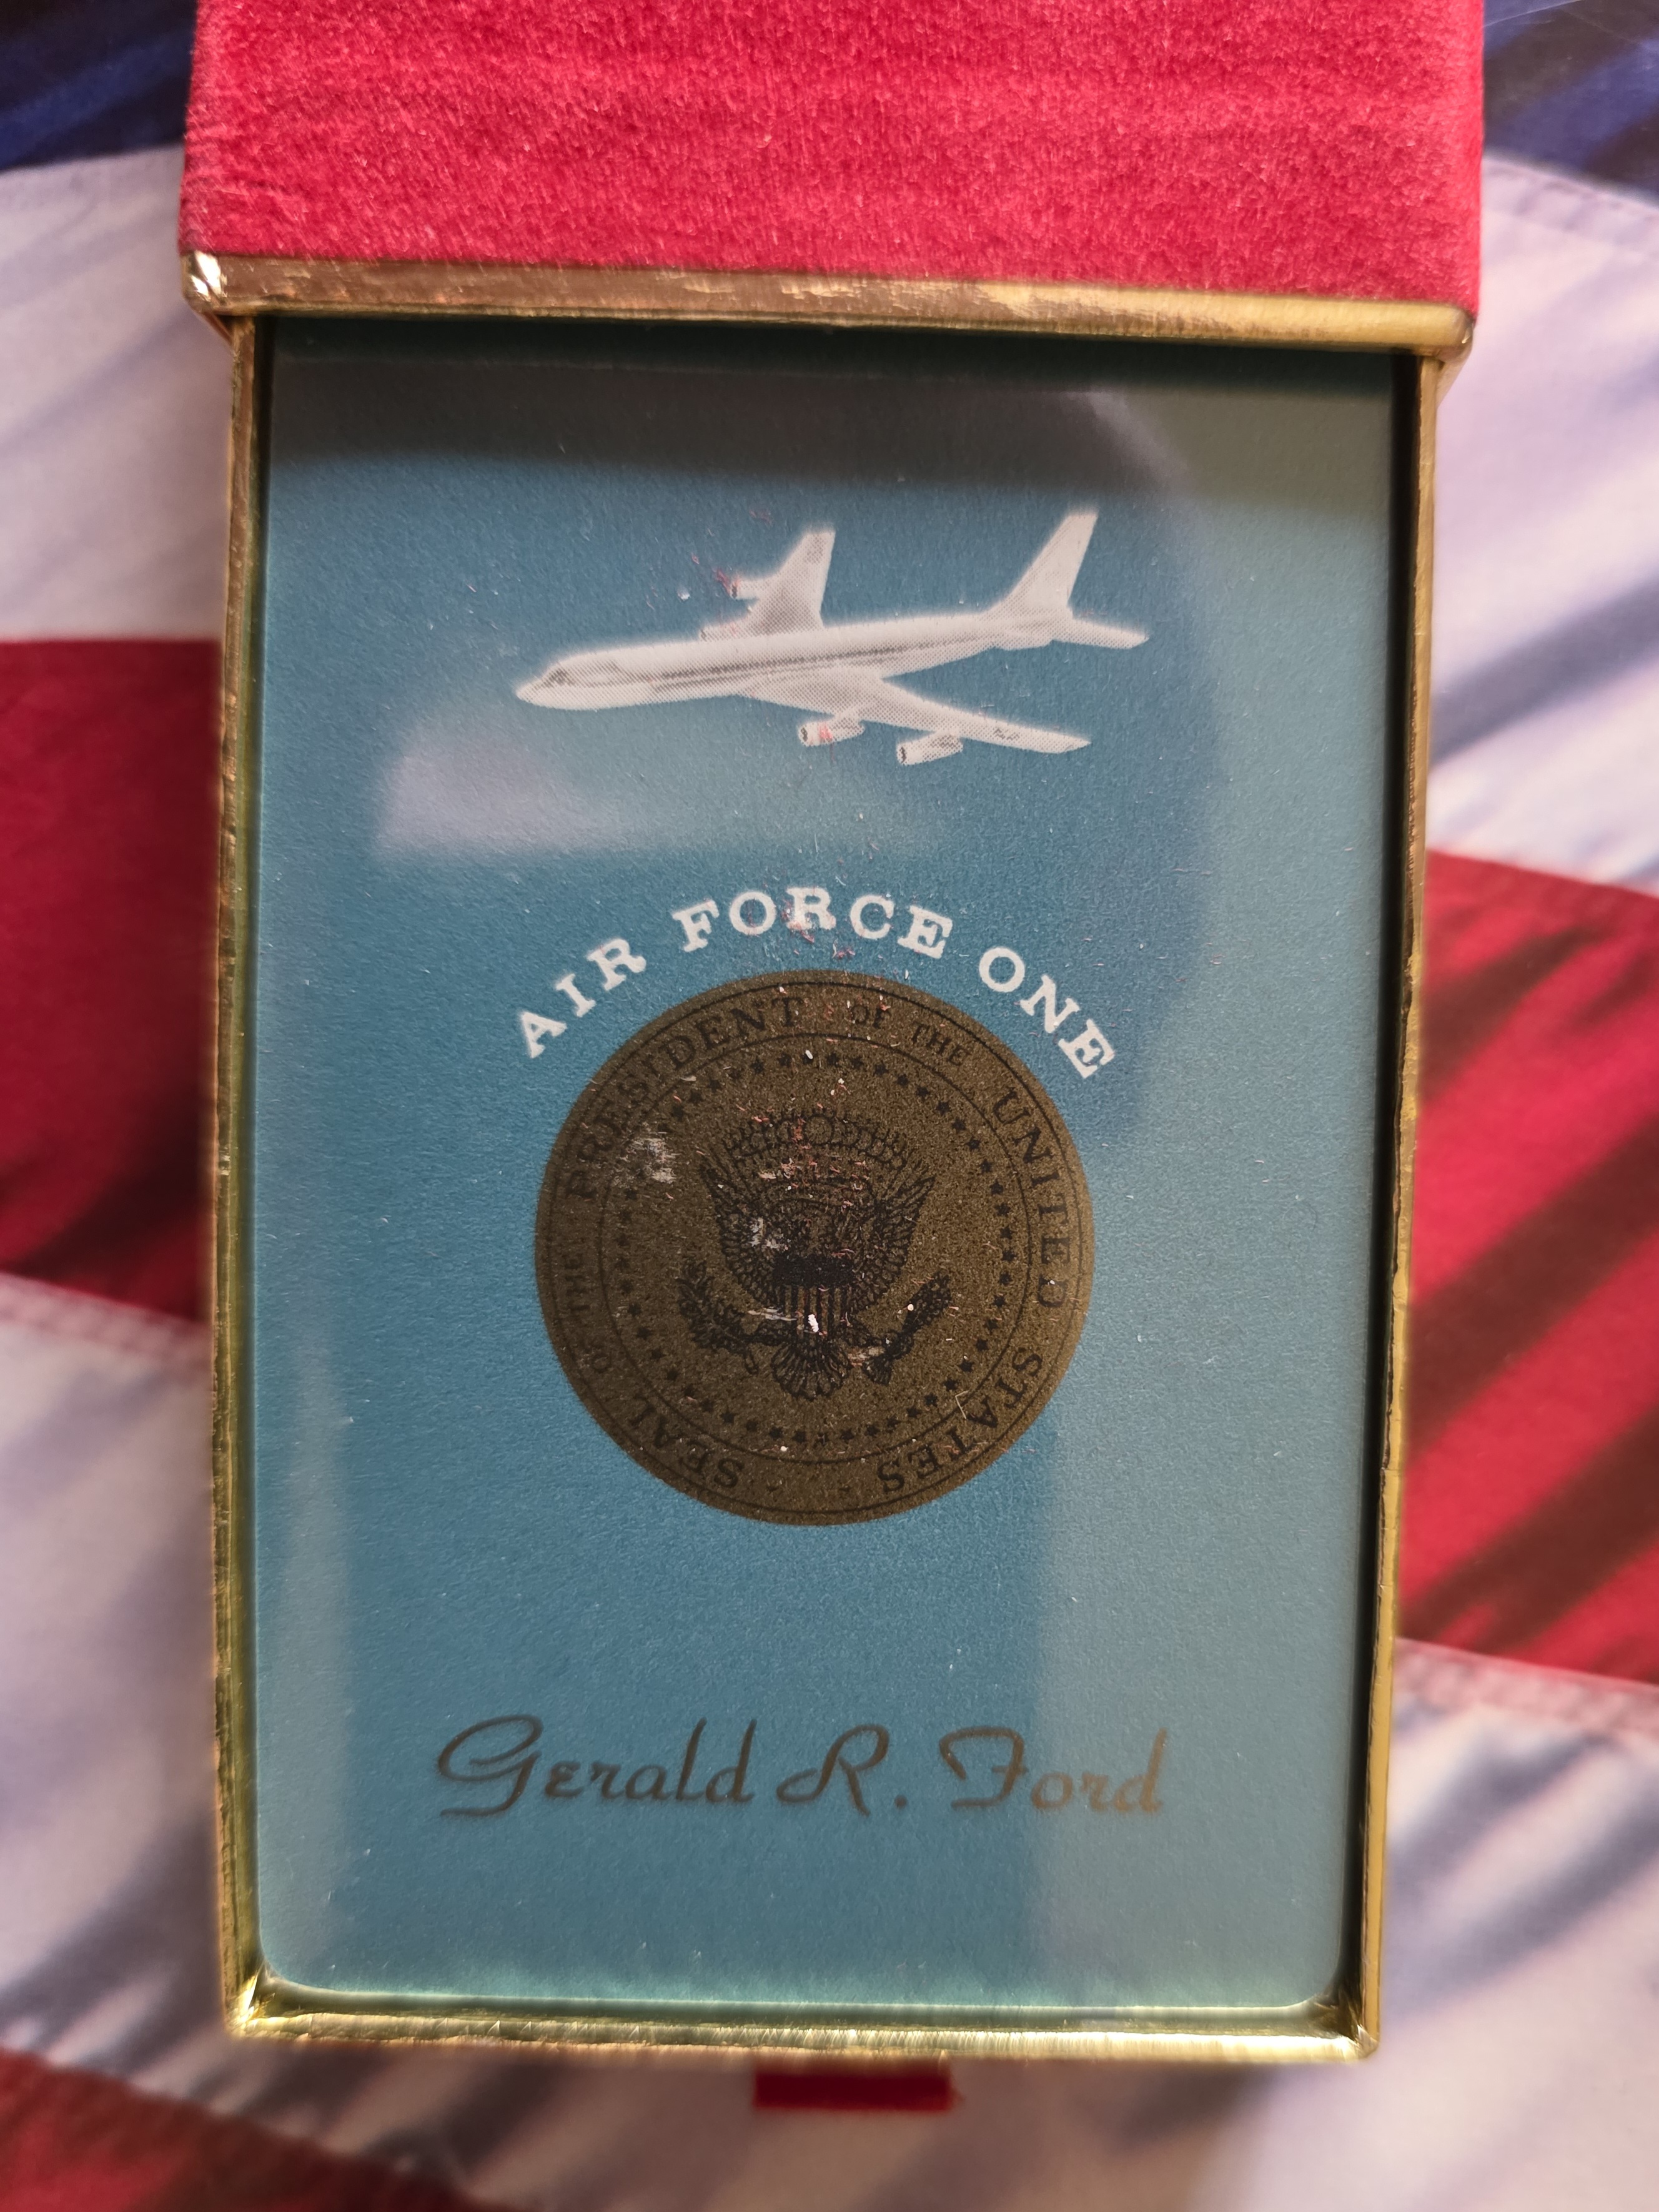 AIR FORCE ONE
SEAL OF THE PRESIDENT OF THE UNITED STATES
Gerald R. Ford